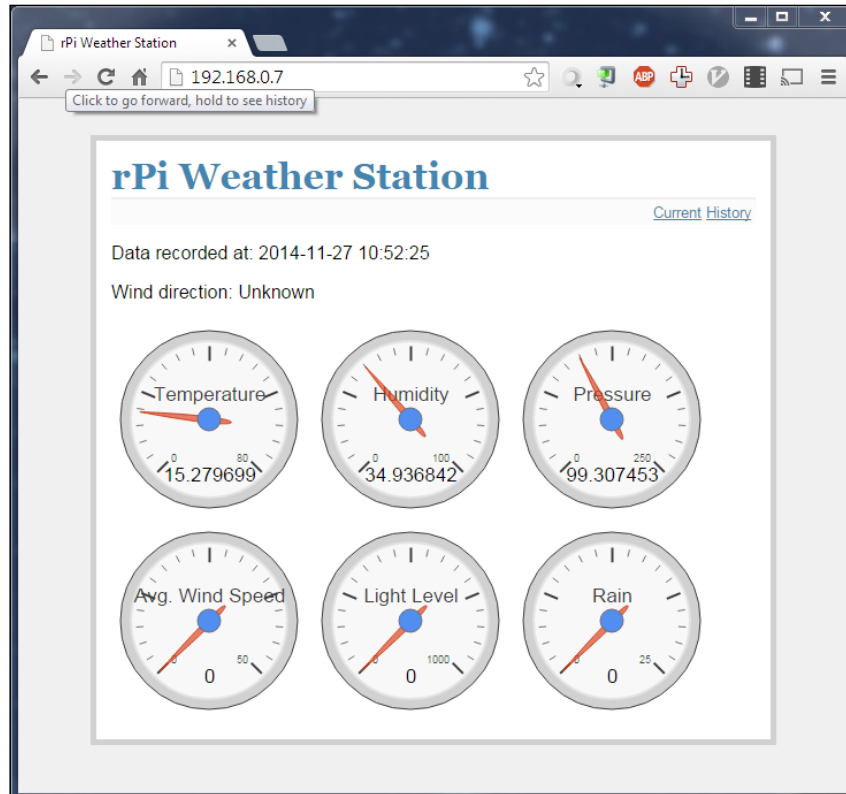 rPi Weather Station
192.168.0.7
ABP
Click to go forward, hold to see history
rPi Weather Station
Current History
Data recorded at: 2014-11-27 10:52:25
Wind direction: Unknown
Temperature Humidity Pressure
0 80 0 100 0 250
15.279699 34.936842 99.307453
Avg. Wind Speed Light Level Rain
0 50 0 1000 0 25
0 0 0